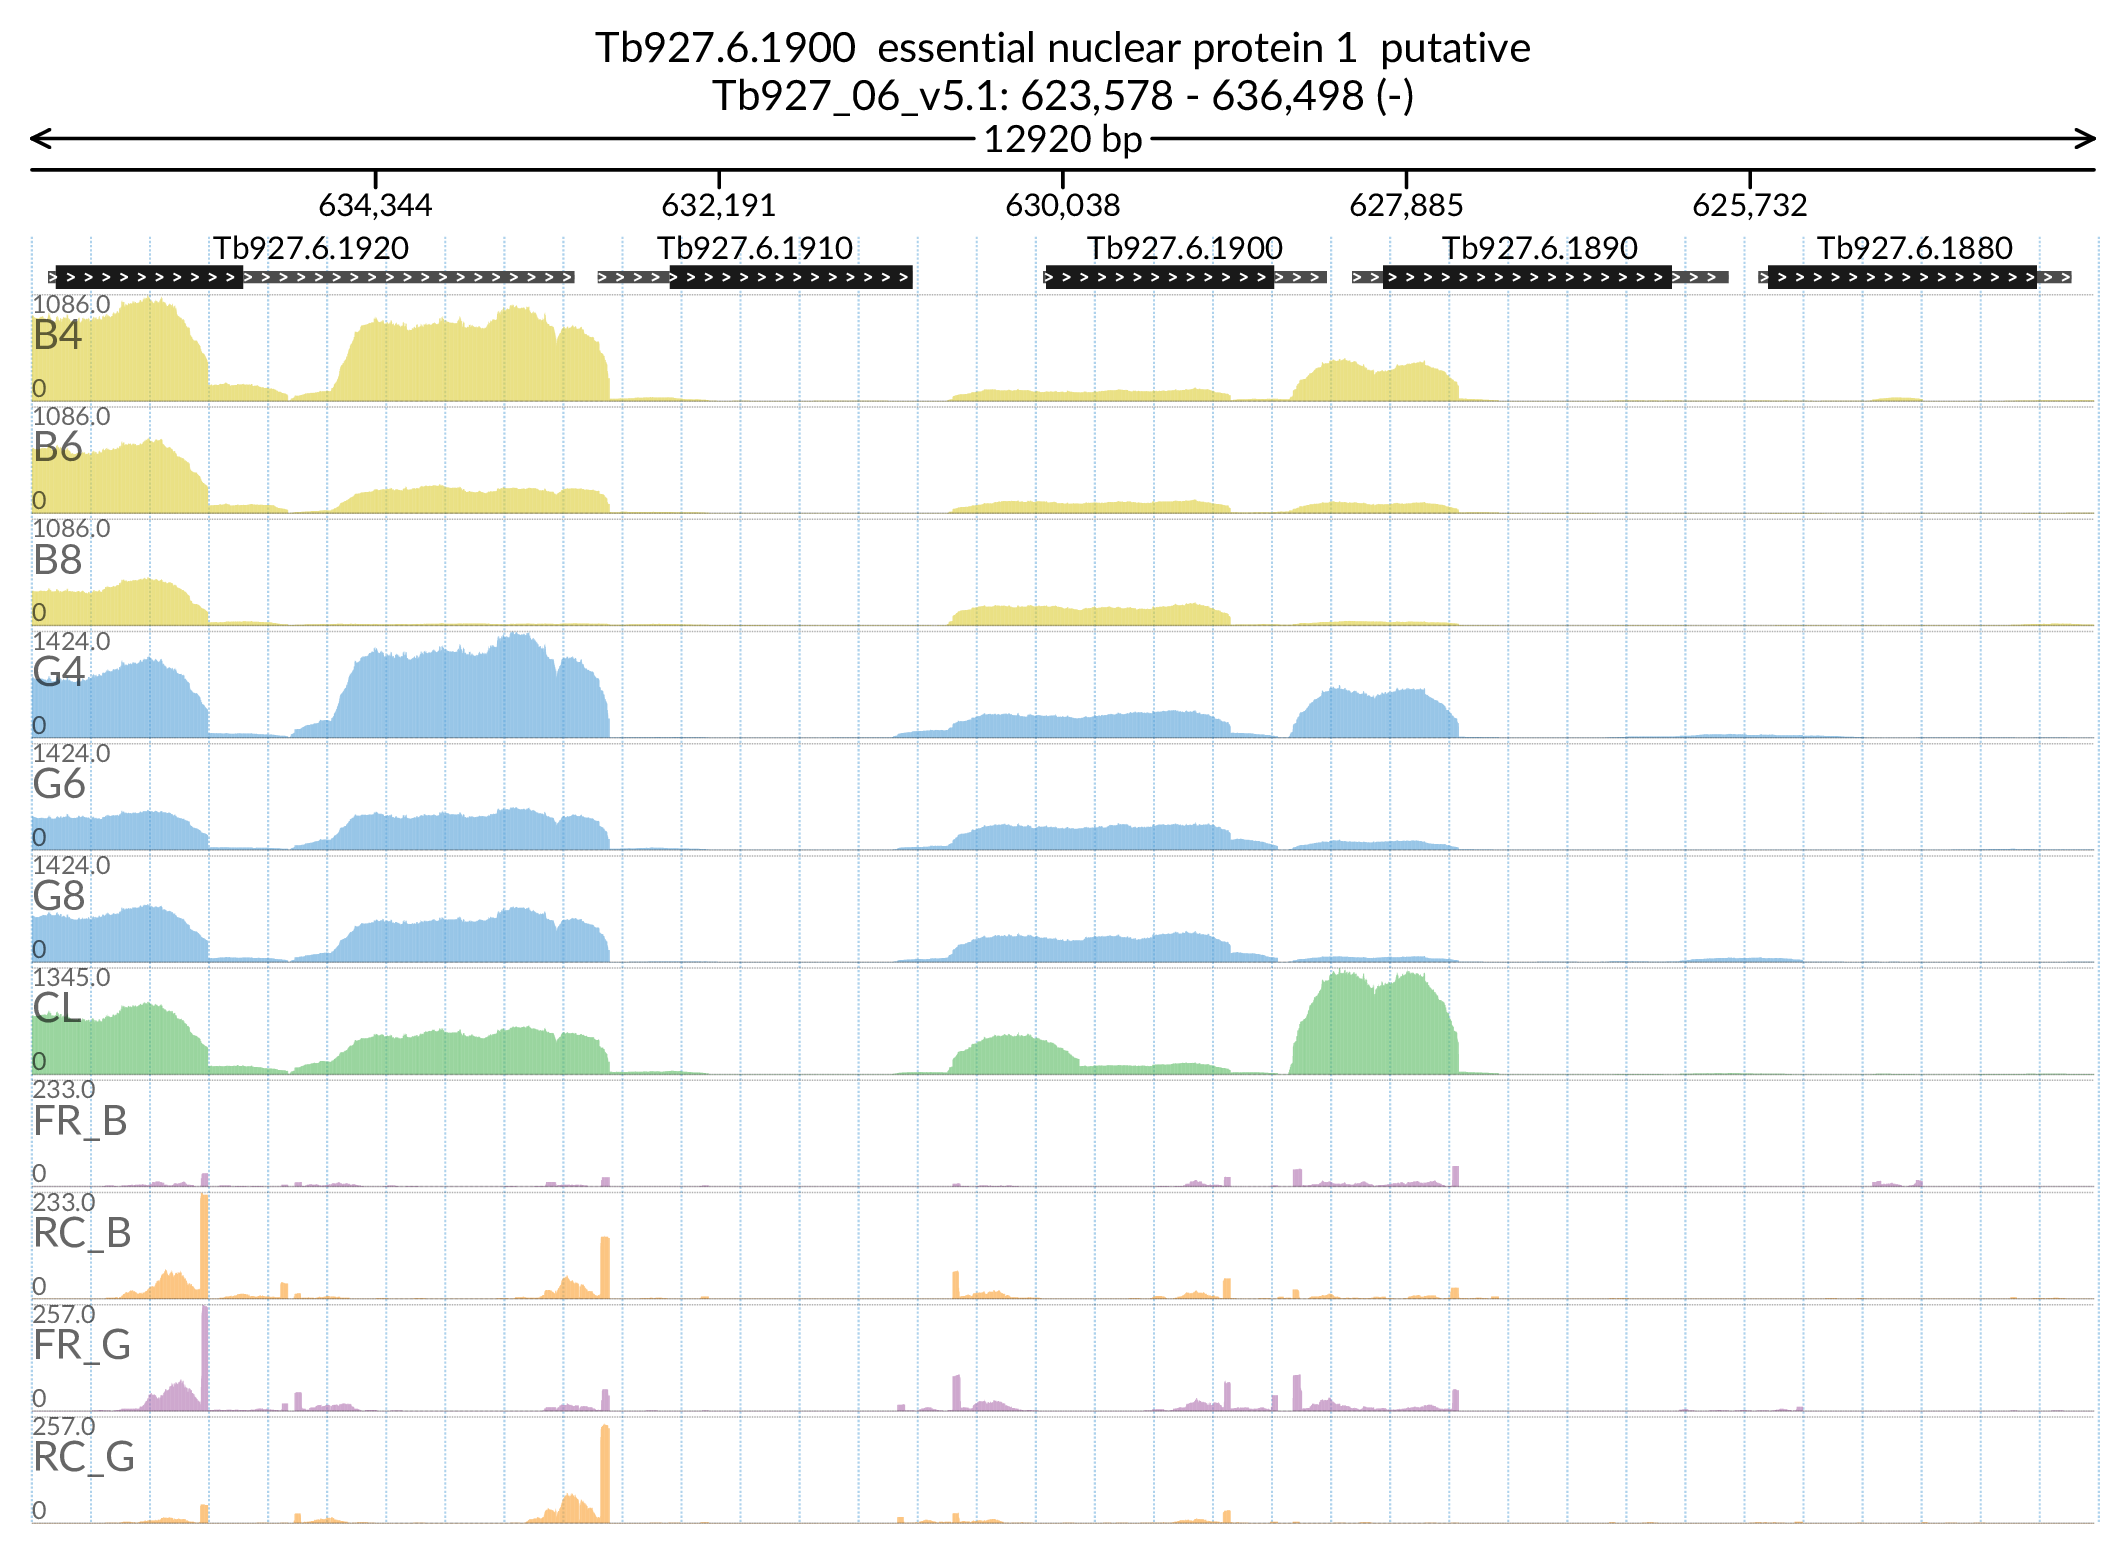 Tb927.6.1900 essential nuclear protein 1 putative
Tb927_06_v5.1: 623,578 - 636,498 (-)
12920 bp
634,344 632,191 630,038 627,885 625,732
Tb927.6.1920 Tb927.6.1910 Tb927.6.1900 Tb927.6.1890 Tb927.6.1880
1086.0
B4
0
1086.0
B6
0
1086.0
B8
0
1424.0
G4
0
1424.0
G6
0
1424.0
G8
0
1345.0
CL
0
233.0
FR_B
0
233.0
RC_B
0
257.0
FR_G
0
257.0
RC_G
0